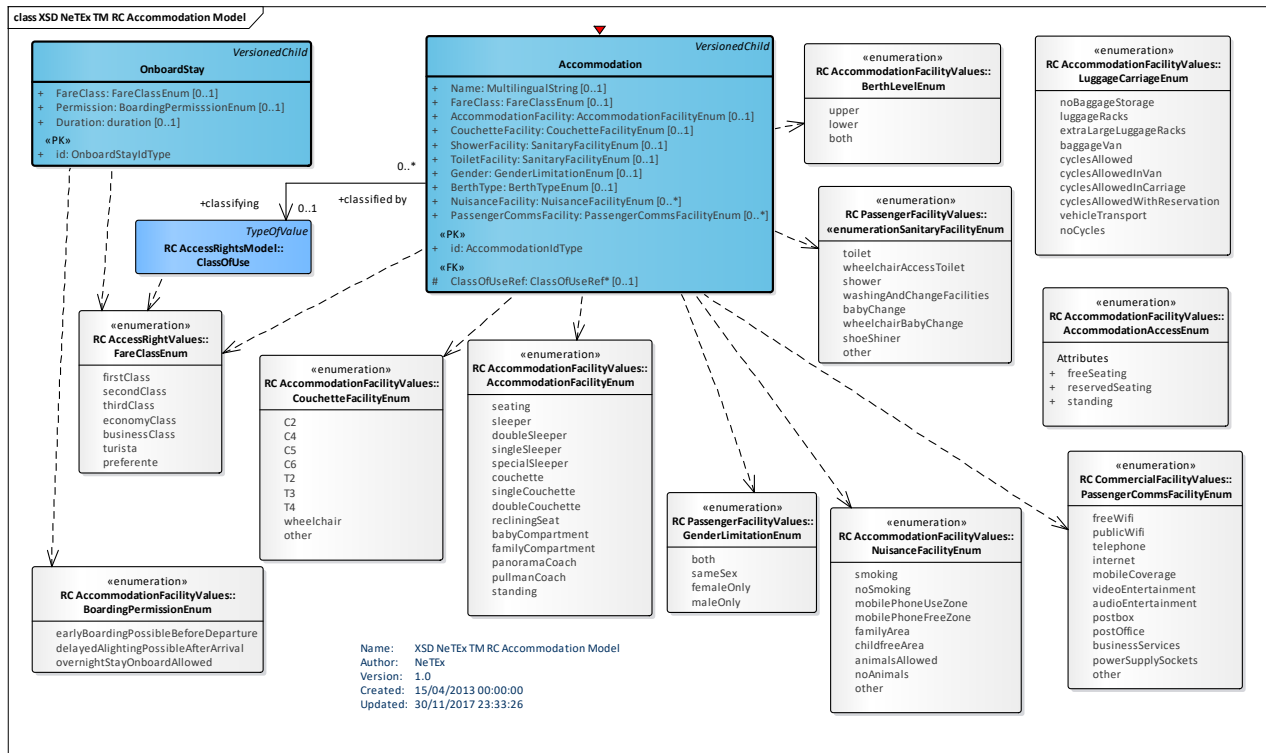 class XSD NeTEx TM RC Accommodation Model
VersionedChild
OnboardStay
+ FareClass: FareClassEnum [0..1]
+ Permission: BoardingPermisssionEnum [0..1]
+ Duration: duration [0..1]
«PK»
+ id: OnboardStayIdType
VersionedChild
Accommodation
+ Name: MultilingualString [0..1]
+ FareClass: FareClassEnum [0..1]
+ AccommodationFacility: AccommodationFacilityEnum [0..1]
+ CouchetteFacility: CouchetteFacilityEnum [0..1]
+ ShowerFacility: SanitaryFacilityEnum [0..1]
+ ToiletFacility: SanitaryFacilityEnum [0..1]
+ Gender: GenderLimitationEnum [0..1]
+ BerthType: BerthTypeEnum [0..1]
+ NuisanceFacility: NuisanceFacilityEnum [0..*]
+ PassengerCommsFacility: PassengerCommsFacilityEnum [0..*]
«PK»
+ id: AccommodationIdType
«FK»
# ClassOfUseRef: ClassOfUseRef* [0..1]
«enumeration»
RC AccommodationFacilityValues::
BerthLevelEnum
upper
lower
both
«enumeration»
RC AccommodationFacilityValues::
LuggageCarriageEnum
noBaggageStorage
luggageRacks
extraLargeLuggageRacks
baggageVan
cyclesAllowed
cyclesAllowedInVan
cyclesAllowedInCarriage
cyclesAllowedWithReservation
vehicleTransport
noCycles
0..*
+classifying
0..1
+classified by
TypeOfValue
RC AccessRightsModel::
ClassOfUse
«enumeration»
RC PassengerFacilityValues::
«enumerationSanitaryFacilityEnum
toilet
wheelchairAccessToilet
shower
washingAndChangeFacilities
babyChange
wheelchairBabyChange
shoeShiner
other
«enumeration»
RC AccommodationFacilityValues::
AccommodationAccessEnum
Attributes
+ freeSeating
+ reservedSeating
+ standing
«enumeration»
RC AccessRightValues::
FareClassEnum
firstClass
secondClass
thirdClass
economyClass
businessClass
turista
preferente
«enumeration»
RC AccommodationFacilityValues::
CouchetteFacilityEnum
C2
C4
C5
C6
T2
T3
T4
wheelchair
other
«enumeration»
RC AccommodationFacilityValues::
AccommodationFacilityEnum
seating
sleeper
doubleSleeper
singleSleeper
specialSleeper
couchette
singleCouchette
doubleCouchette
recliningSeat
babyCompartment
familyCompartment
panoramaCoach
pullmanCoach
standing
«enumeration»
RC PassengerFacilityValues::
GenderLimitationEnum
both
sameSex
femaleOnly
maleOnly
«enumeration»
RC AccommodationFacilityValues::
NuisanceFacilityEnum
smoking
noSmoking
mobilePhoneUseZone
mobilePhoneFreeZone
familyArea
childfreeArea
animalsAllowed
noAnimals
other
«enumeration»
RC CommercialFacilityValues::
PassengerCommsFacilityEnum
freeWifi
publicWifi
telephone
internet
mobileCoverage
videoEntertainment
audioEntertainment
postbox
postOffice
businessServices
powerSupplySockets
other
«enumeration»
RC AccommodationFacilityValues::
BoardingPermissionEnum
earlyBoardingPossibleBeforeDeparture
delayedAlightingPossibleAfterArrival
overnightStayOnboardAllowed
Name: XSD NeTEx TM RC Accommodation Model
Author: NeTEx
Version: 1.0
Created: 15/04/2013 00:00:00
Updated: 30/11/2017 23:33:26